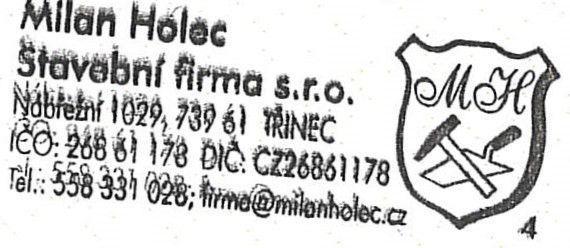 Milan Holec
Stavební firma s.r.o.
Nábřežní 1029, 739 61 TŘINEC
IČO: 268 61 178 DIČ: CZ26861178
Tel.: 558 331 028; firma@milanholec.cz
MH
4